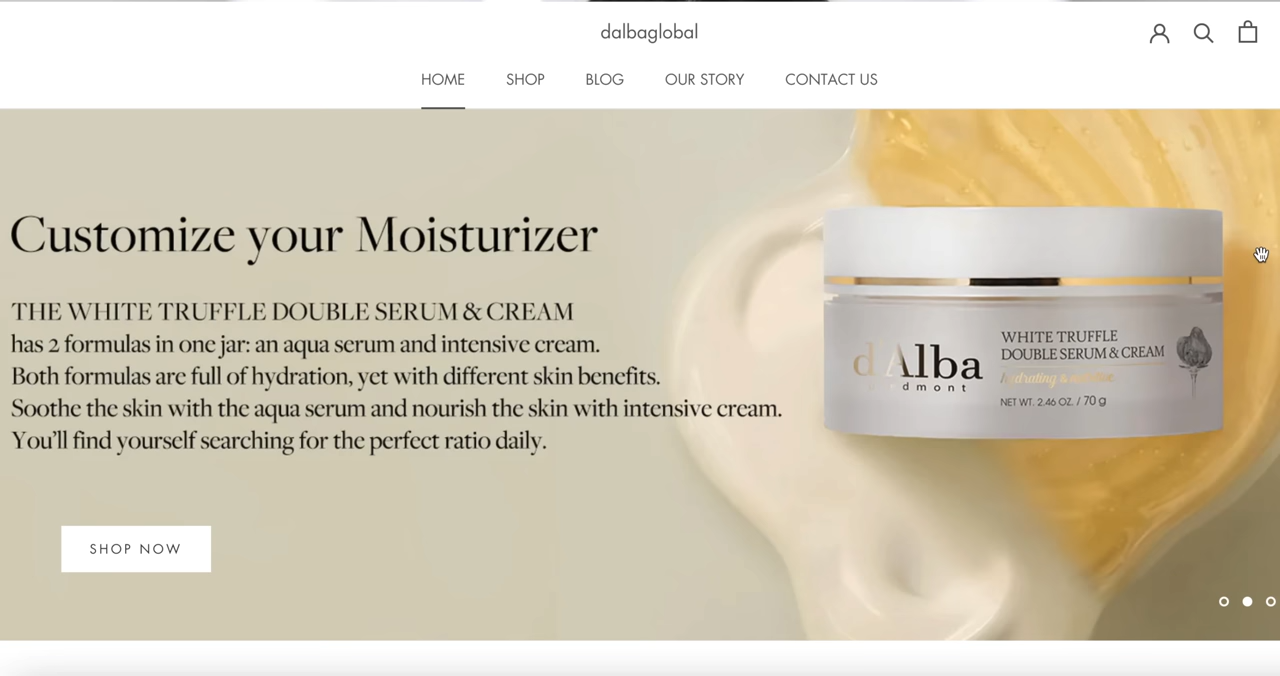 dalbaglobal
HOME SHOP BLOG OUR STORY CONTACT US
Customize your Moisturizer
THE WHITE TRUFFLE DOUBLE SERUM & CREAM
has 2 formulas in one jar: an aqua serum and intensive cream.
Both formulas are full of hydration, yet with different skin benefits.
Soothe the skin with the aqua serum and nourish the skin with intensive cream.
You’ll find yourself searching for the perfect ratio daily.
SHOP NOW
d'Alba
WHITE TRUFFLE
DOUBLE SERUM & CREAM
hydrating &
NET WT. 2.46 OZ. / 70 g